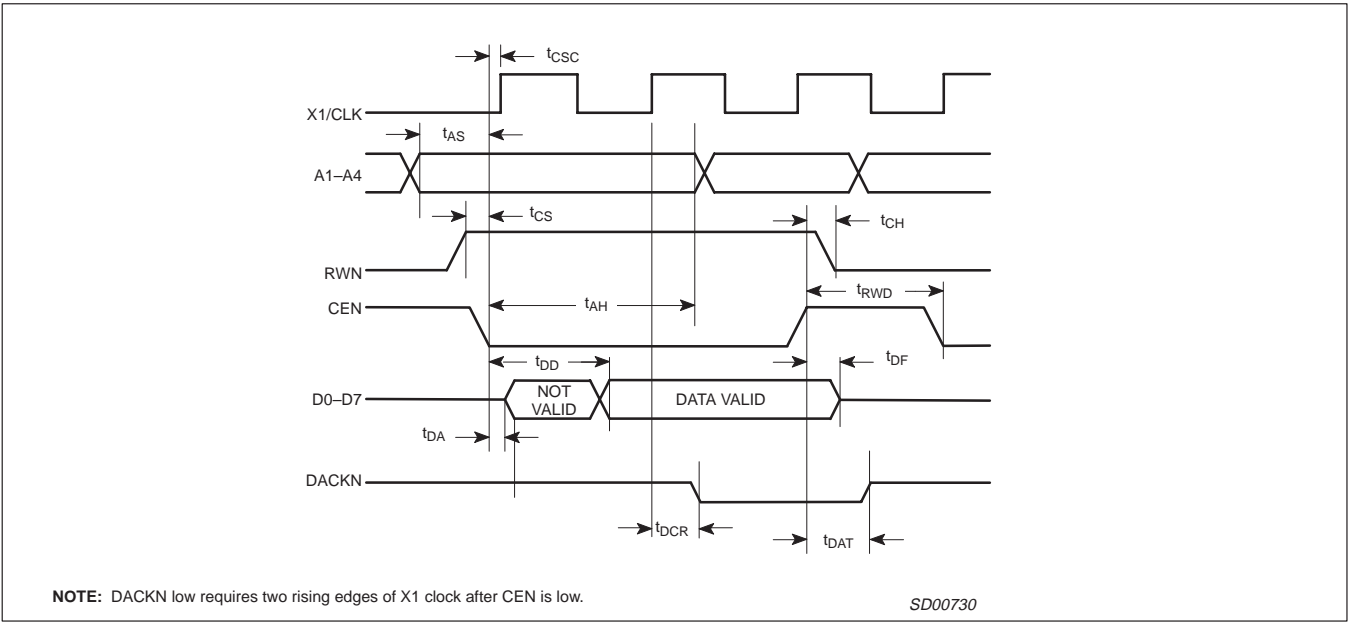 tCSC
X1/CLK
tAS
A1–A4
tCS
tCH
RWN
tRWD
CEN
tAH
tDD
tDF
D0–D7
NOT
VALID
DATA VALID
tDA
DACKN
tDCR
tDAT
NOTE: DACKN low requires two rising edges of X1 clock after CEN is low.
SD00730